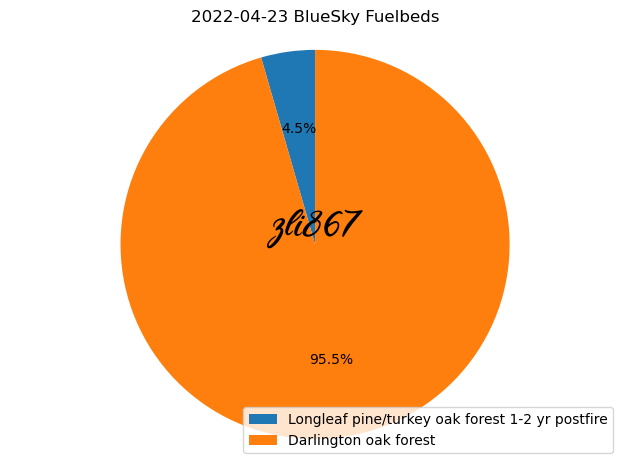 2022-04-23 BlueSky Fuelbeds
4.5%
zli867
95.5%
Longleaf pine/turkey oak forest 1-2 yr postfire
Darlington oak forest